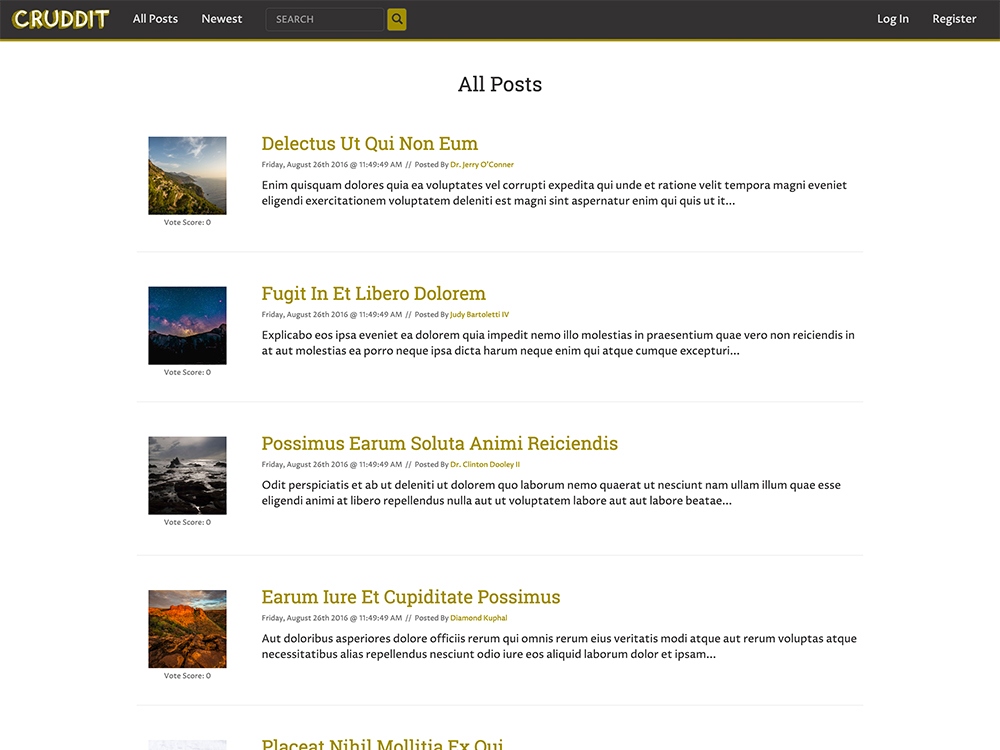 CRUDDIT All Posts Newest SEARCH Log In Register
All Posts
Delectus Ut Qui Non Eum
Friday, August 26th 2016 @ 11:49:49 AM // Posted By Dr. Jerry O'Conner
Enim quisquam dolores quia ea voluptates vel corrupti expedita qui unde et ratione velit tempora magni eveniet
eligendi exercitationem voluptatem deleniti est magni sint aspernatur enim qui quis ut it...
Vote Score: 0
Fugit In Et Libero Dolorem
Friday, August 26th 2016 @ 11:49:49 AM // Posted By Judy Bartoletti IV
Explicabo eos ipsa eveniet ea dolorem quia impedit nemo illo molestias in praesentium quae vero non reiciendis in
at aut molestias ea porro neque ipsa dicta harum neque enim qui atque cumque excepturi...
Vote Score: 0
Possimus Earum Soluta Animi Reiciendis
Friday, August 26th 2016 @ 11:49:49 AM // Posted By Dr. Clinton Dooley II
Odit perspiciatis et ab ut deleniti ut dolorem quo laborum nemo quaerat ut nesciunt nam ullam illum quae esse
eligendi animi at libero repellendus nulla aut ut voluptatem labore aut aut labore beatae...
Vote Score: 0
Earum Iure Et Cupiditate Possimus
Friday, August 26th 2016 @ 11:49:49 AM // Posted By Diamond Kuphal
Aut doloribus asperiores dolore officiis rerum qui omnis rerum eius veritatis modi atque aut rerum voluptas atque
necessitatibus alias repellendus nesciunt odio iure eos aliquid laborum dolor et ipsam...
Vote Score: 0
Placeat Nihil Mollitia Ex Qui